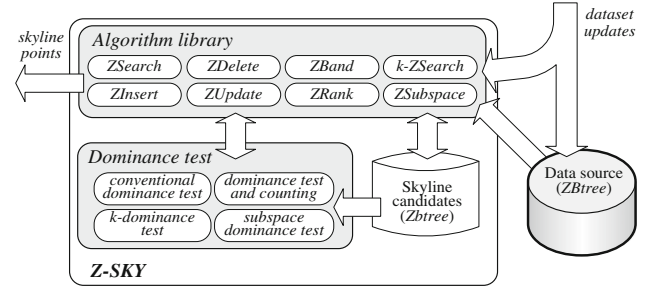 skyline
points
Algorithm library
dataset
updates
ZSearch ZDelete ZBand k-ZSearch
ZInsert ZUpdate ZRank ZSubspace
Dominance test
conventional
dominance test
dominance test
and counting
k-dominance
test
subspace
dominance test
Skyline
candidates
(Zbtree)
Data source
(ZBtree)
Z-SKY